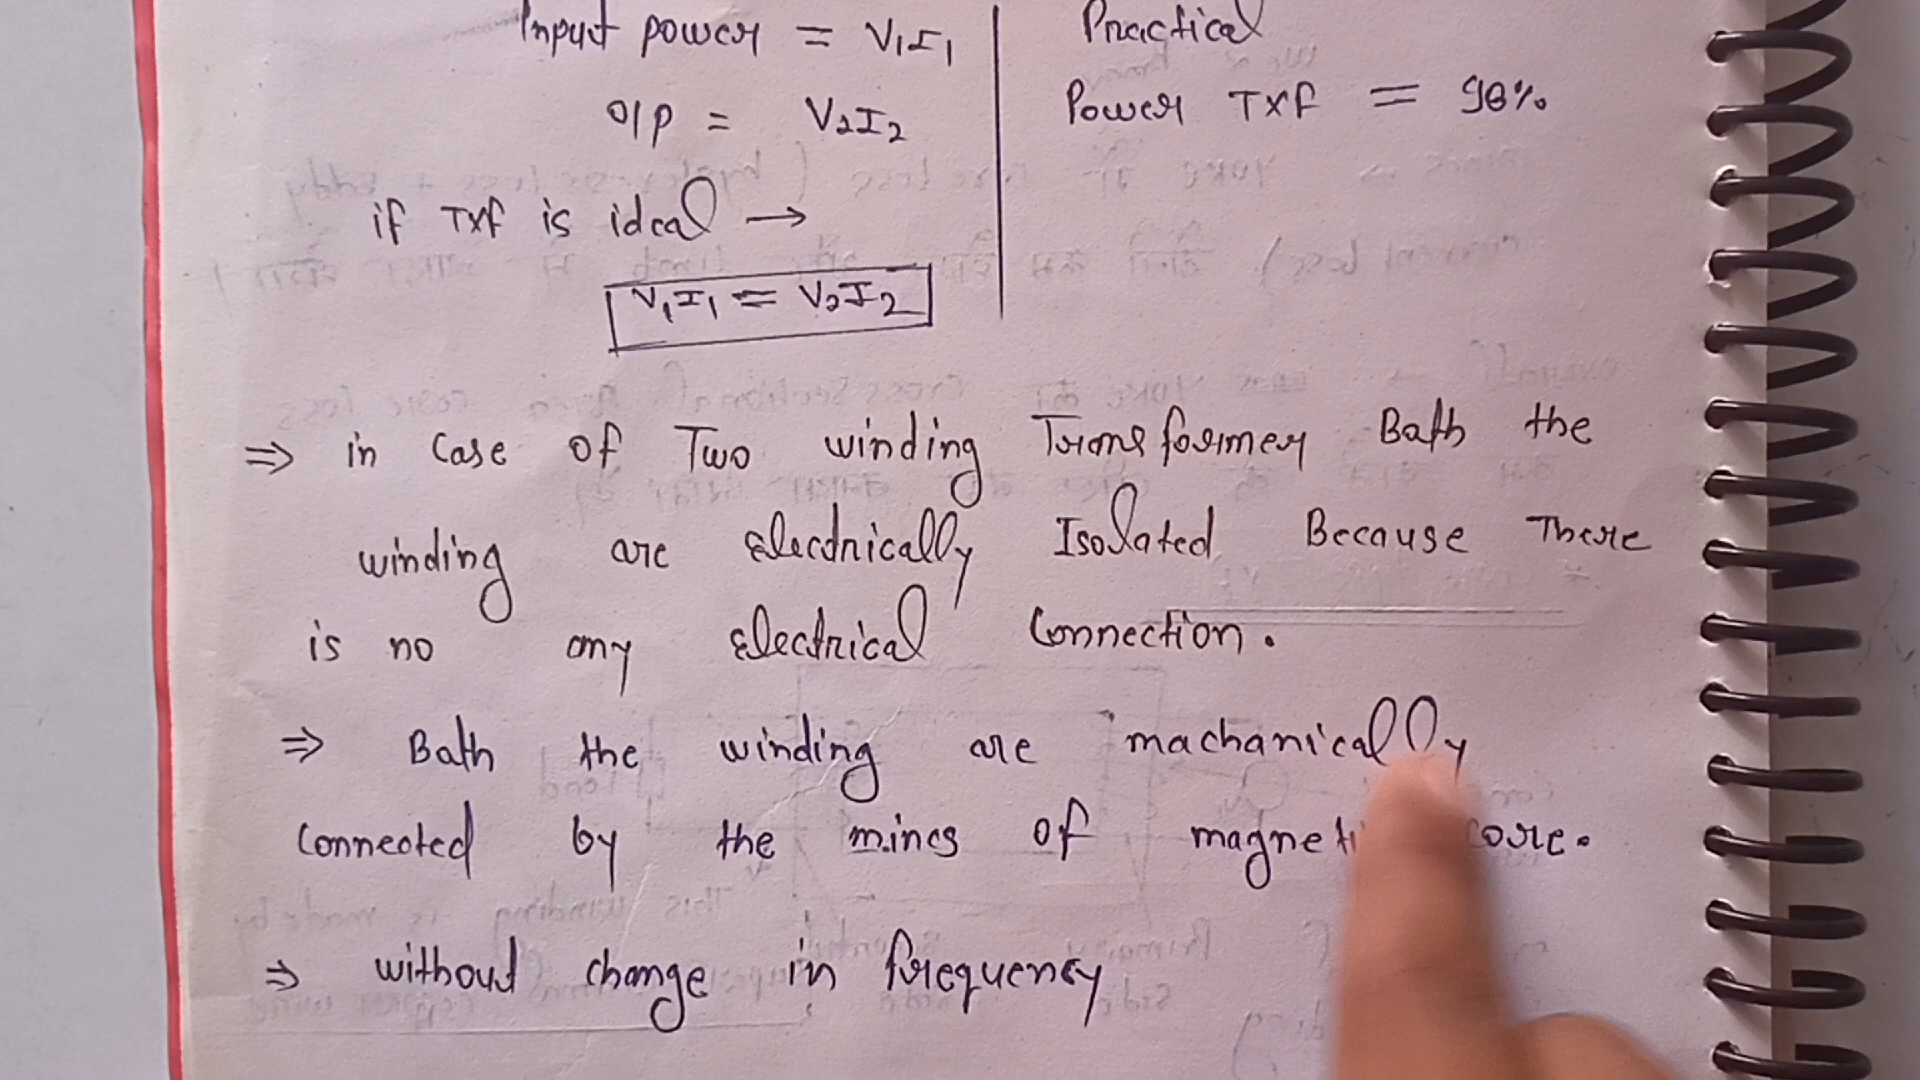 Input power = V1I1
Practical
Power Txf = 98%
o/p = V2I2
if Txf is ideal →
V1I1 = V2I2
⇒ in Case of Two winding Transformer Bath the
winding are electrically Isolated Because There
is no any electrical Connection.
⇒ Bath the winding are machanically
Connected by the mines of magneti core.
⇒ without change in frequency